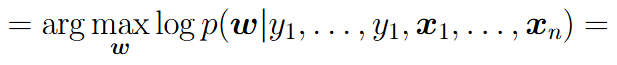 = arg max_w log p(w|y_1, . . . , y_1, x_1, . . . , x_n) =